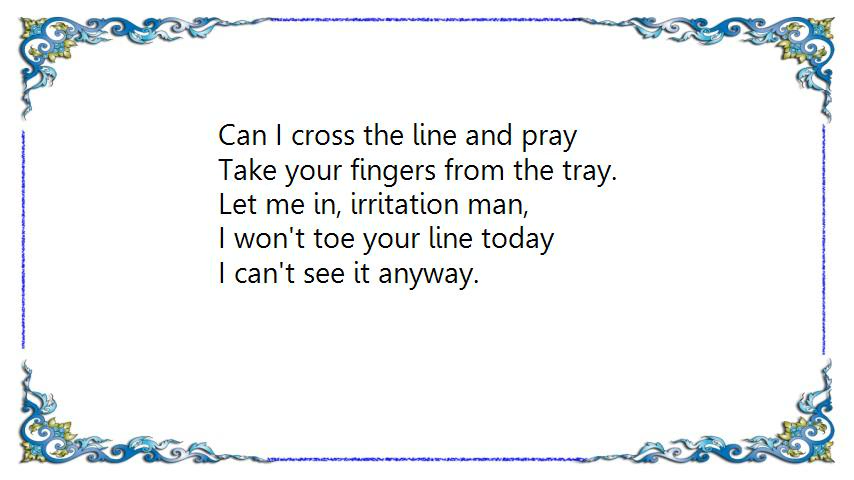 Can I cross the line and pray
Take your fingers from the tray.
Let me in, irritation man,
I won't toe your line today
I can't see it anyway.